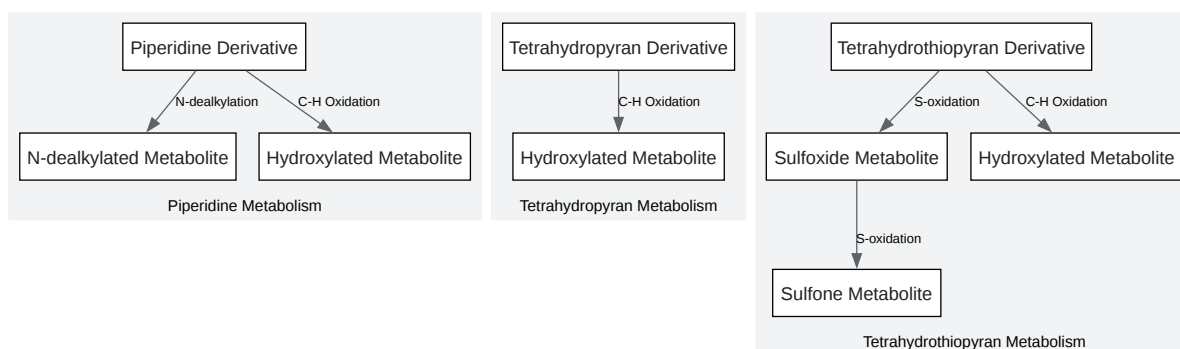 Piperidine Derivative
N-dealkylation
C-H Oxidation
N-dealkylated Metabolite
Hydroxylated Metabolite
Piperidine Metabolism
Tetrahydropyran Derivative
C-H Oxidation
Hydroxylated Metabolite
Tetrahydropyran Metabolism
Tetrahydrothiopyran Derivative
S-oxidation
C-H Oxidation
Sulfoxide Metabolite
Hydroxylated Metabolite
S-oxidation
Sulfone Metabolite
Tetrahydrothiopyran Metabolism